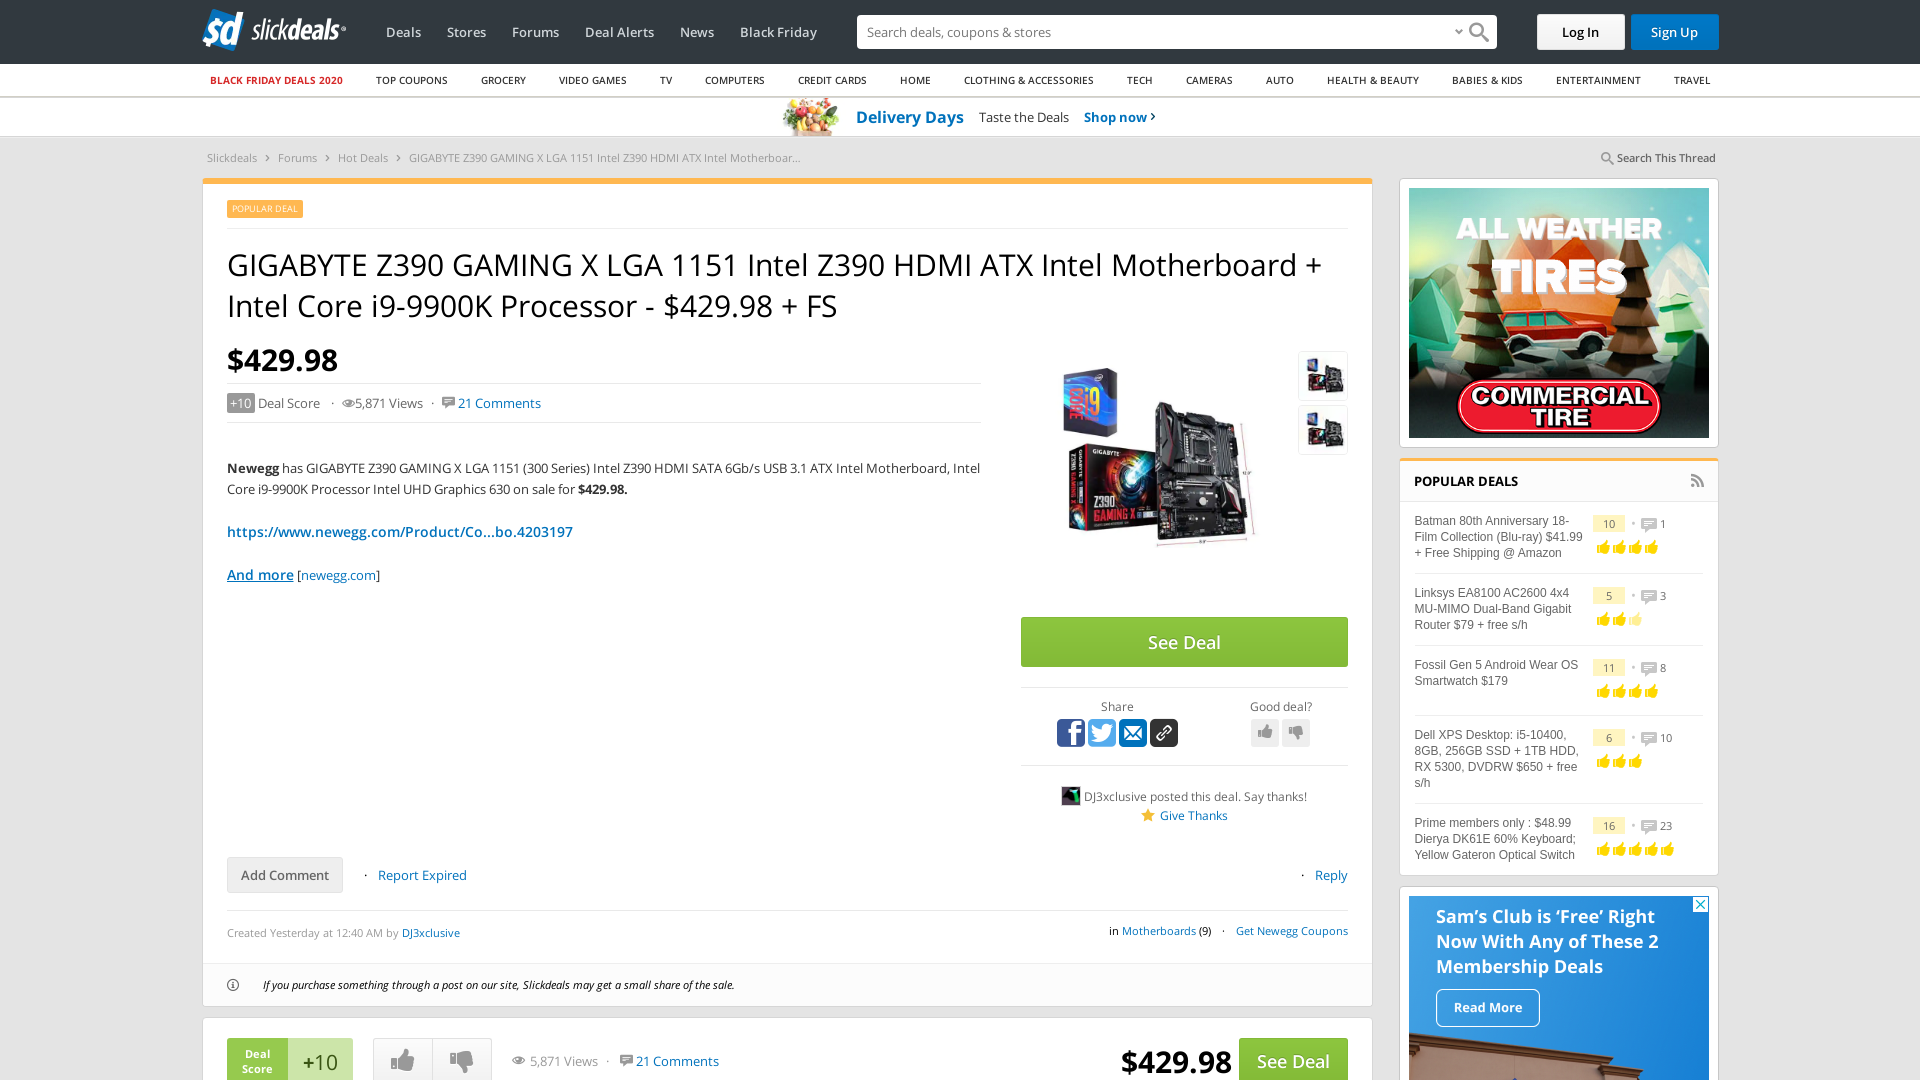 slickdeals
Deals
Stores
Forums
Deal Alerts
News
Black Friday
Search deals, coupons & stores
Log In
Sign Up
BLACK FRIDAY DEALS 2020
TOP COUPONS
GROCERY
VIDEO GAMES
TV
COMPUTERS
CREDIT CARDS
HOME
CLOTHING & ACCESSORIES
TECH
CAMERAS
AUTO
HEALTH & BEAUTY
BABIES & KIDS
ENTERTAINMENT
TRAVEL
Delivery Days Taste the Deals Shop now ›
Slickdeals › Forums › Hot Deals › GIGABYTE Z390 GAMING X LGA 1151 Intel Z390 HDMI ATX Intel Motherboar...
Search This Thread
POPULAR DEAL
GIGABYTE Z390 GAMING X LGA 1151 Intel Z390 HDMI ATX Intel Motherboard +
Intel Core i9-9900K Processor - $429.98 + FS
$429.98
+10 Deal Score · 5,871 Views · 21 Comments
Newegg has GIGABYTE Z390 GAMING X LGA 1151 (300 Series) Intel Z390 HDMI SATA 6Gb/s USB 3.1 ATX Intel Motherboard, Intel
Core i9-9900K Processor Intel UHD Graphics 630 on sale for $429.98.
https://www.newegg.com/Product/Co...bo.4203197
And more [newegg.com]
CORE i9
GIGABYTE
Z390
GAMING X
See Deal
Share
Good deal?
DJ3xclusive posted this deal. Say thanks!
Give Thanks
Add Comment · Report Expired
· Reply
Created Yesterday at 12:40 AM by DJ3xclusive
in Motherboards (9) · Get Newegg Coupons
If you purchase something through a post on our site, Slickdeals may get a small share of the sale.
Deal
Score
+10
5,871 Views · 21 Comments
$429.98
See Deal
ALL WEATHER
TIRES
COMMERCIAL
TIRE
POPULAR DEALS
Batman 80th Anniversary 18-
Film Collection (Blu-ray) $41.99
+ Free Shipping @ Amazon
10 · 1
Linksys EA8100 AC2600 4x4
MU-MIMO Dual-Band Gigabit
Router $79 + free s/h
5 · 3
Fossil Gen 5 Android Wear OS
Smartwatch $179
11 · 8
Dell XPS Desktop: i5-10400,
8GB, 256GB SSD + 1TB HDD,
RX 5300, DVDRW $650 + free
s/h
6 · 10
Prime members only : $48.99
Dierya DK61E 60% Keyboard;
Yellow Gateron Optical Switch
16 · 23
Sam's Club is 'Free' Right
Now With Any of These 2
Membership Deals
Read More